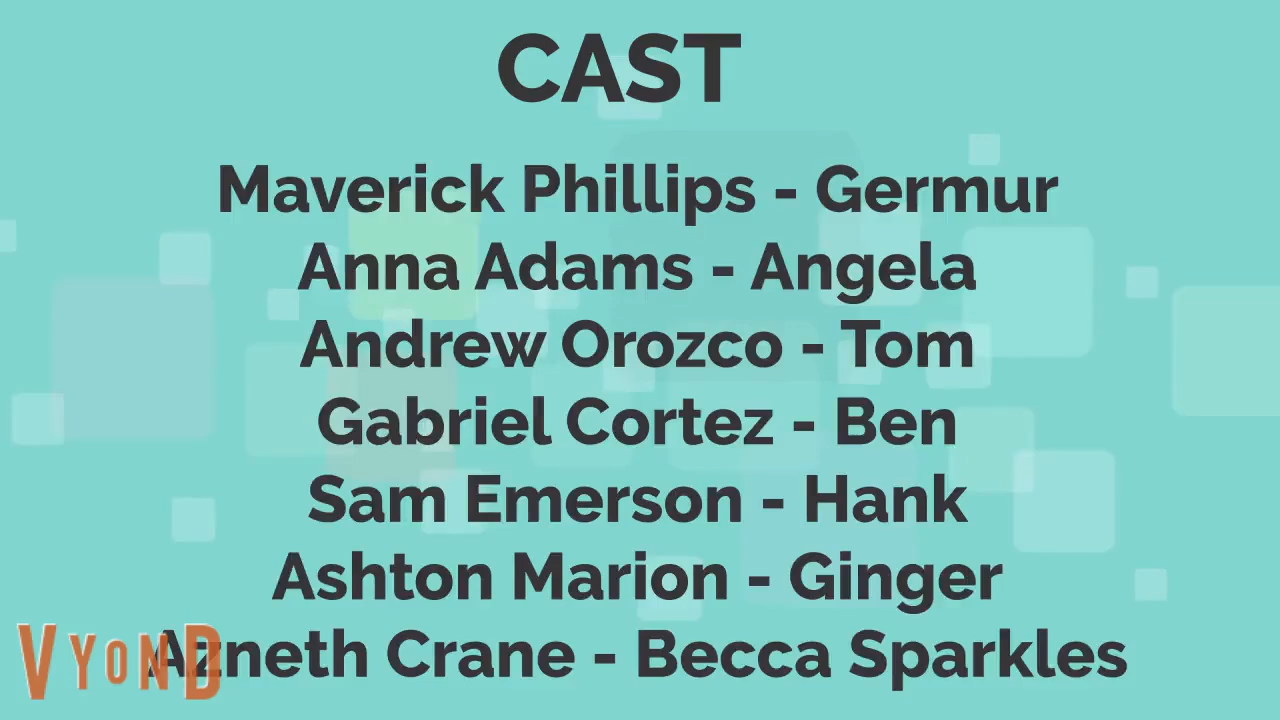 CAST
Maverick Phillips - Germur
Anna Adams - Angela
Andrew Orozco - Tom
Gabriel Cortez - Ben
Sam Emerson - Hank
Ashton Marion - Ginger
Azneth Crane - Becca Sparkles
VYOND